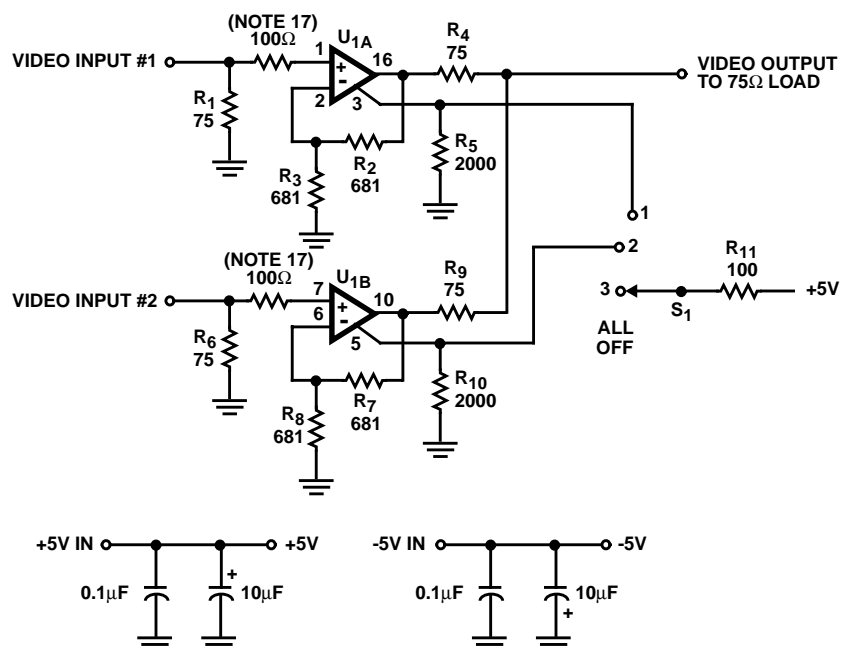 (NOTE 17)
100Ω
VIDEO INPUT #1
R1
75
U1A
1
+
-
2
16
3
R4
75
VIDEO OUTPUT
TO 75Ω LOAD
R2
681
R3
681
R5
2000
1
2
3
ALL
OFF
S1
R11
100
+5V
(NOTE 17)
100Ω
VIDEO INPUT #2
R6
75
U1B
7
+
-
6
10
5
R9
75
R7
681
R8
681
R10
2000
+5V IN
+5V
0.1µF
+
10µF
-5V IN
-5V
0.1µF
10µF
+